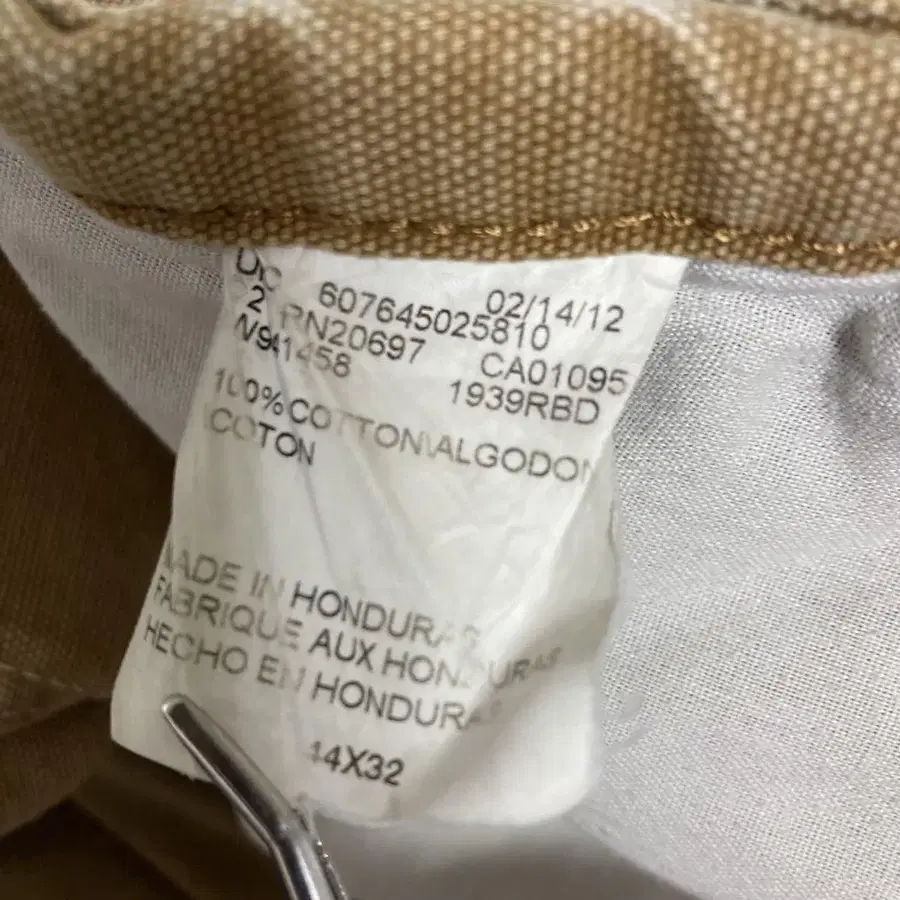 607645025810 02/14/12
RN20697 CA01095
1939RBD
100% COTTON\ALGODON
COTON
MADE IN HONDURAS
FABRIQUE AUX HONDURAS
HECHO EN HONDURAS
14X32